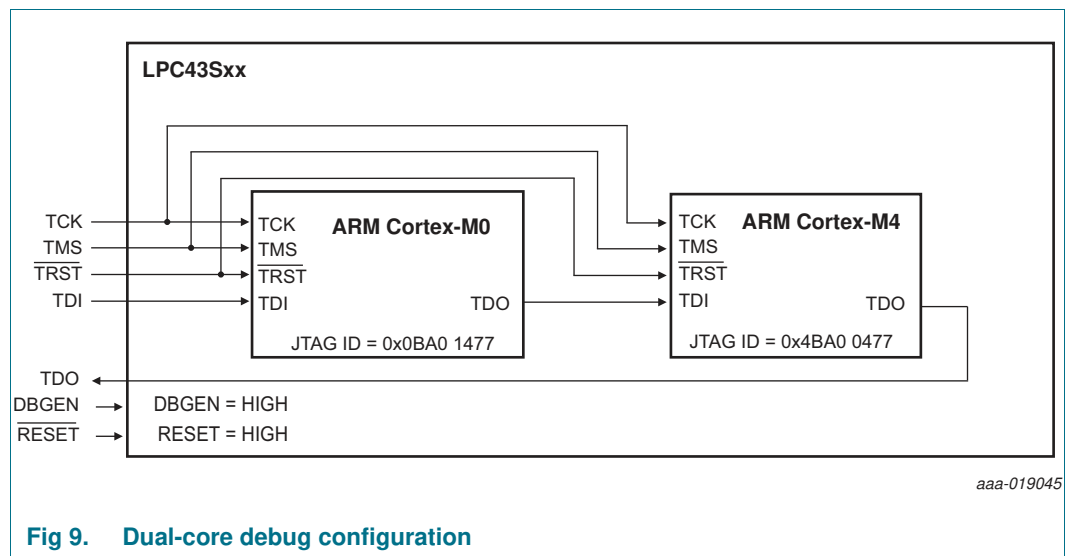 LPC43Sxx
TCK
TMS
TRST
TDI
TCK
ARM Cortex-M0
TMS
TRST
TDI
TDO
JTAG ID = 0x0BA0 1477
TCK
ARM Cortex-M4
TMS
TRST
TDI
TDO
JTAG ID = 0x4BA0 0477
TDO
DBGEN
DBGEN = HIGH
RESET
RESET = HIGH
aaa-019045
Fig 9. Dual-core debug configuration